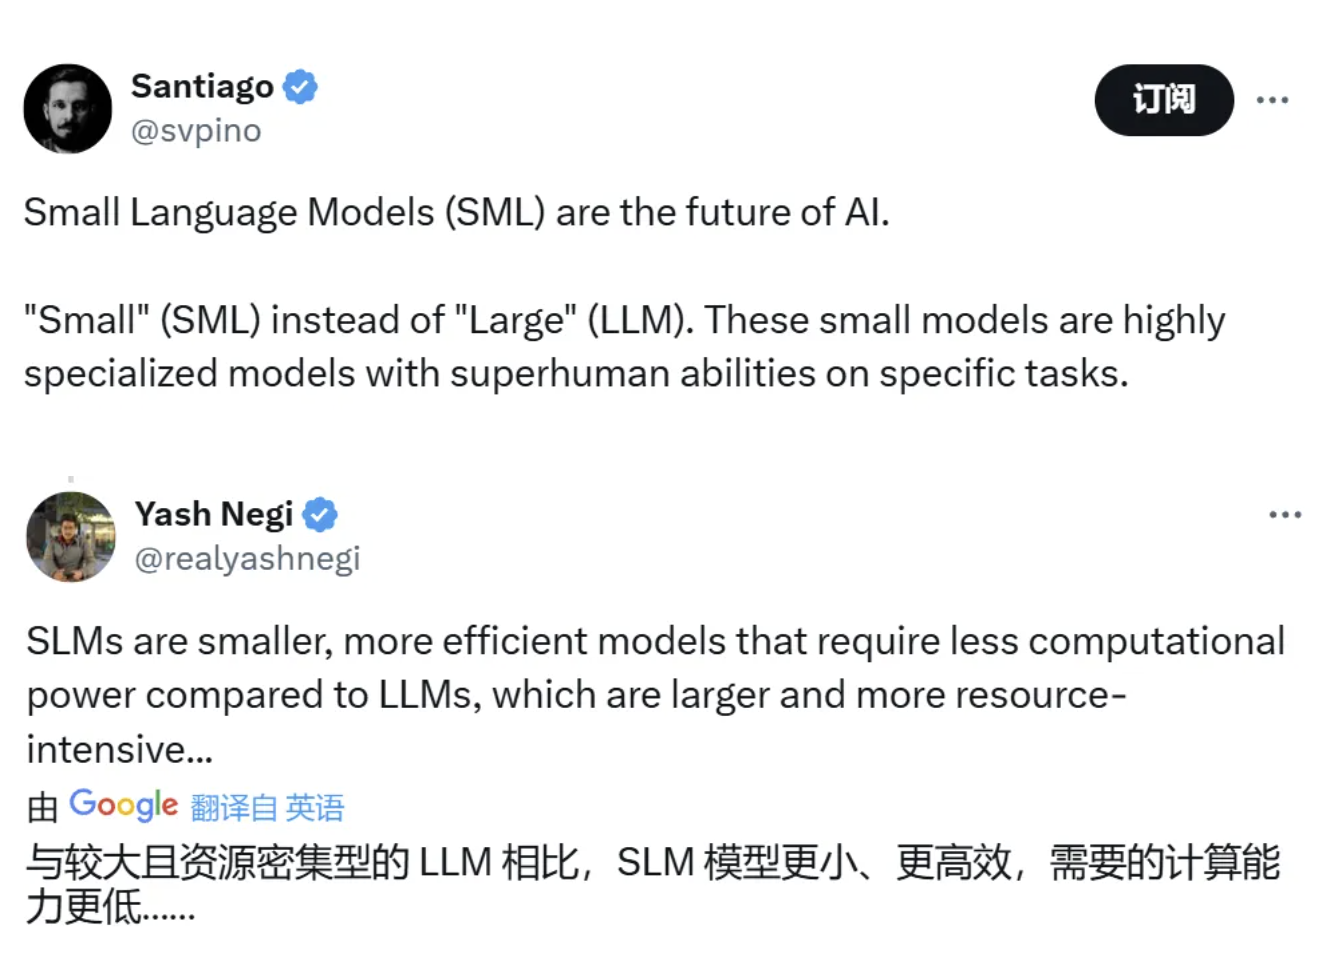 Santiago
订阅
@svpino
Small Language Models (SML) are the future of AI.
"Small" (SML) instead of "Large" (LLM). These small models are highly
specialized models with superhuman abilities on specific tasks.
Yash Negi
@realyashnegi
SLMs are smaller, more efficient models that require less computational
power compared to LLMs, which are larger and more resource-
intensive...
由 Google 翻译自 英语
与较大且资源密集型的 LLM 相比，SLM 模型更小、更高效，需要的计算能
力更低......